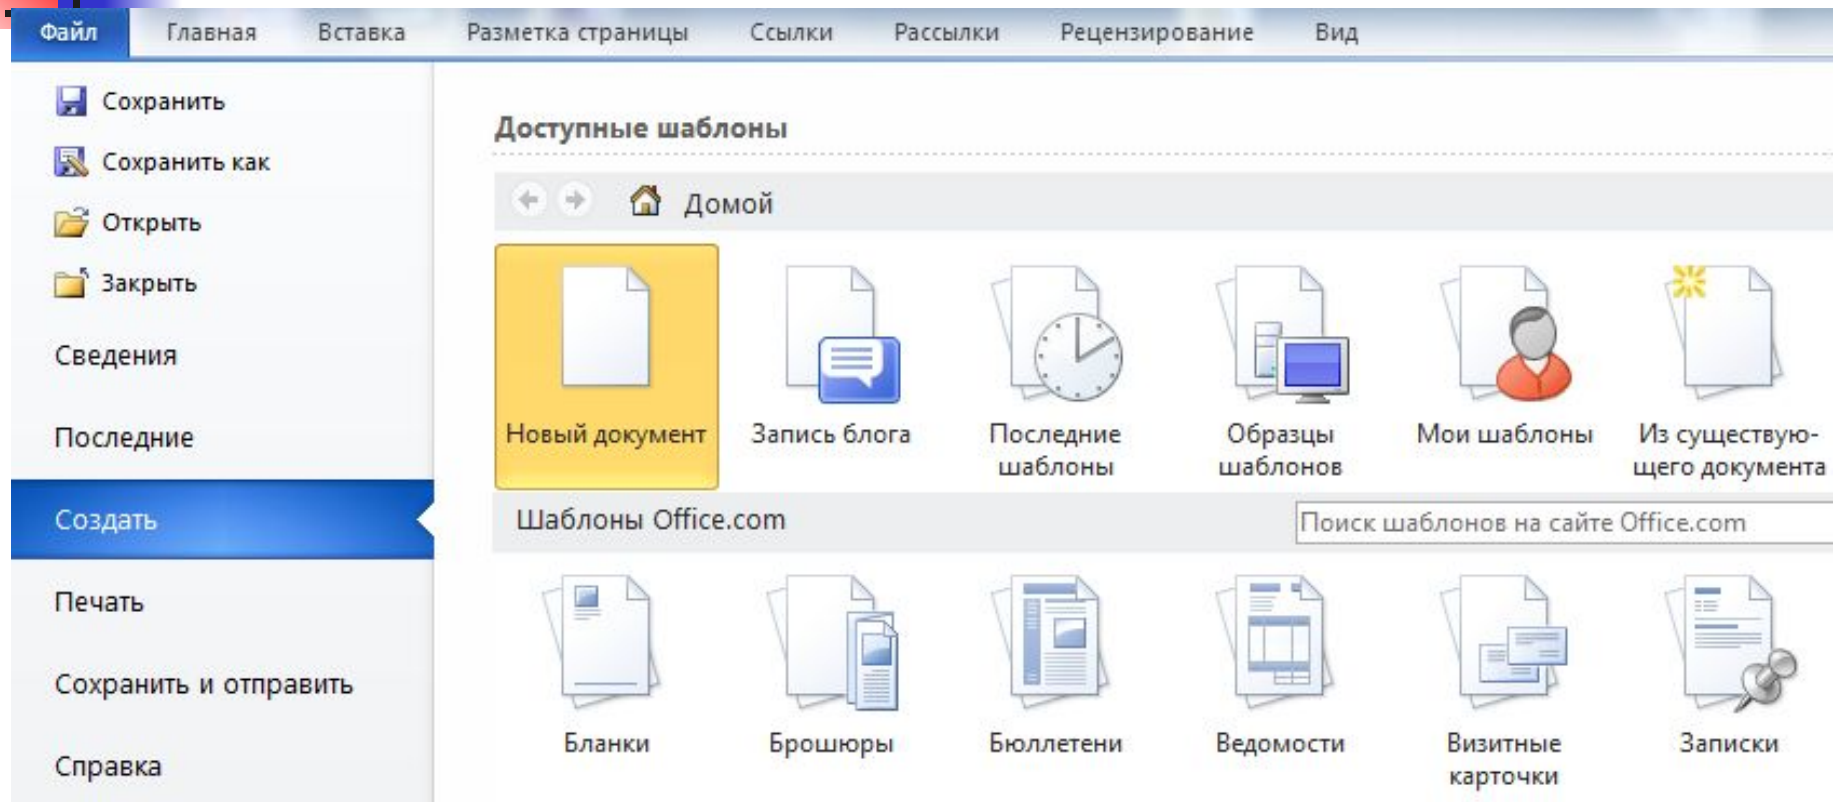 Файл Главная Вставка Разметка страницы Ссылки Рассылки Рецензирование Вид
Сохранить
Сохранить как
Открыть
Закрыть
Сведения
Последние
Создать
Печать
Сохранить и отправить
Справка
Доступные шаблоны
Домой
Новый документ Запись блога Последние Образцы Мои шаблоны Из существую-
шаблоны шаблонов щего документа
Шаблоны Office.com Поиск шаблонов на сайте Office.com
Бланки Брошюры Бюллетени Ведомости Визитные Записки
карточки